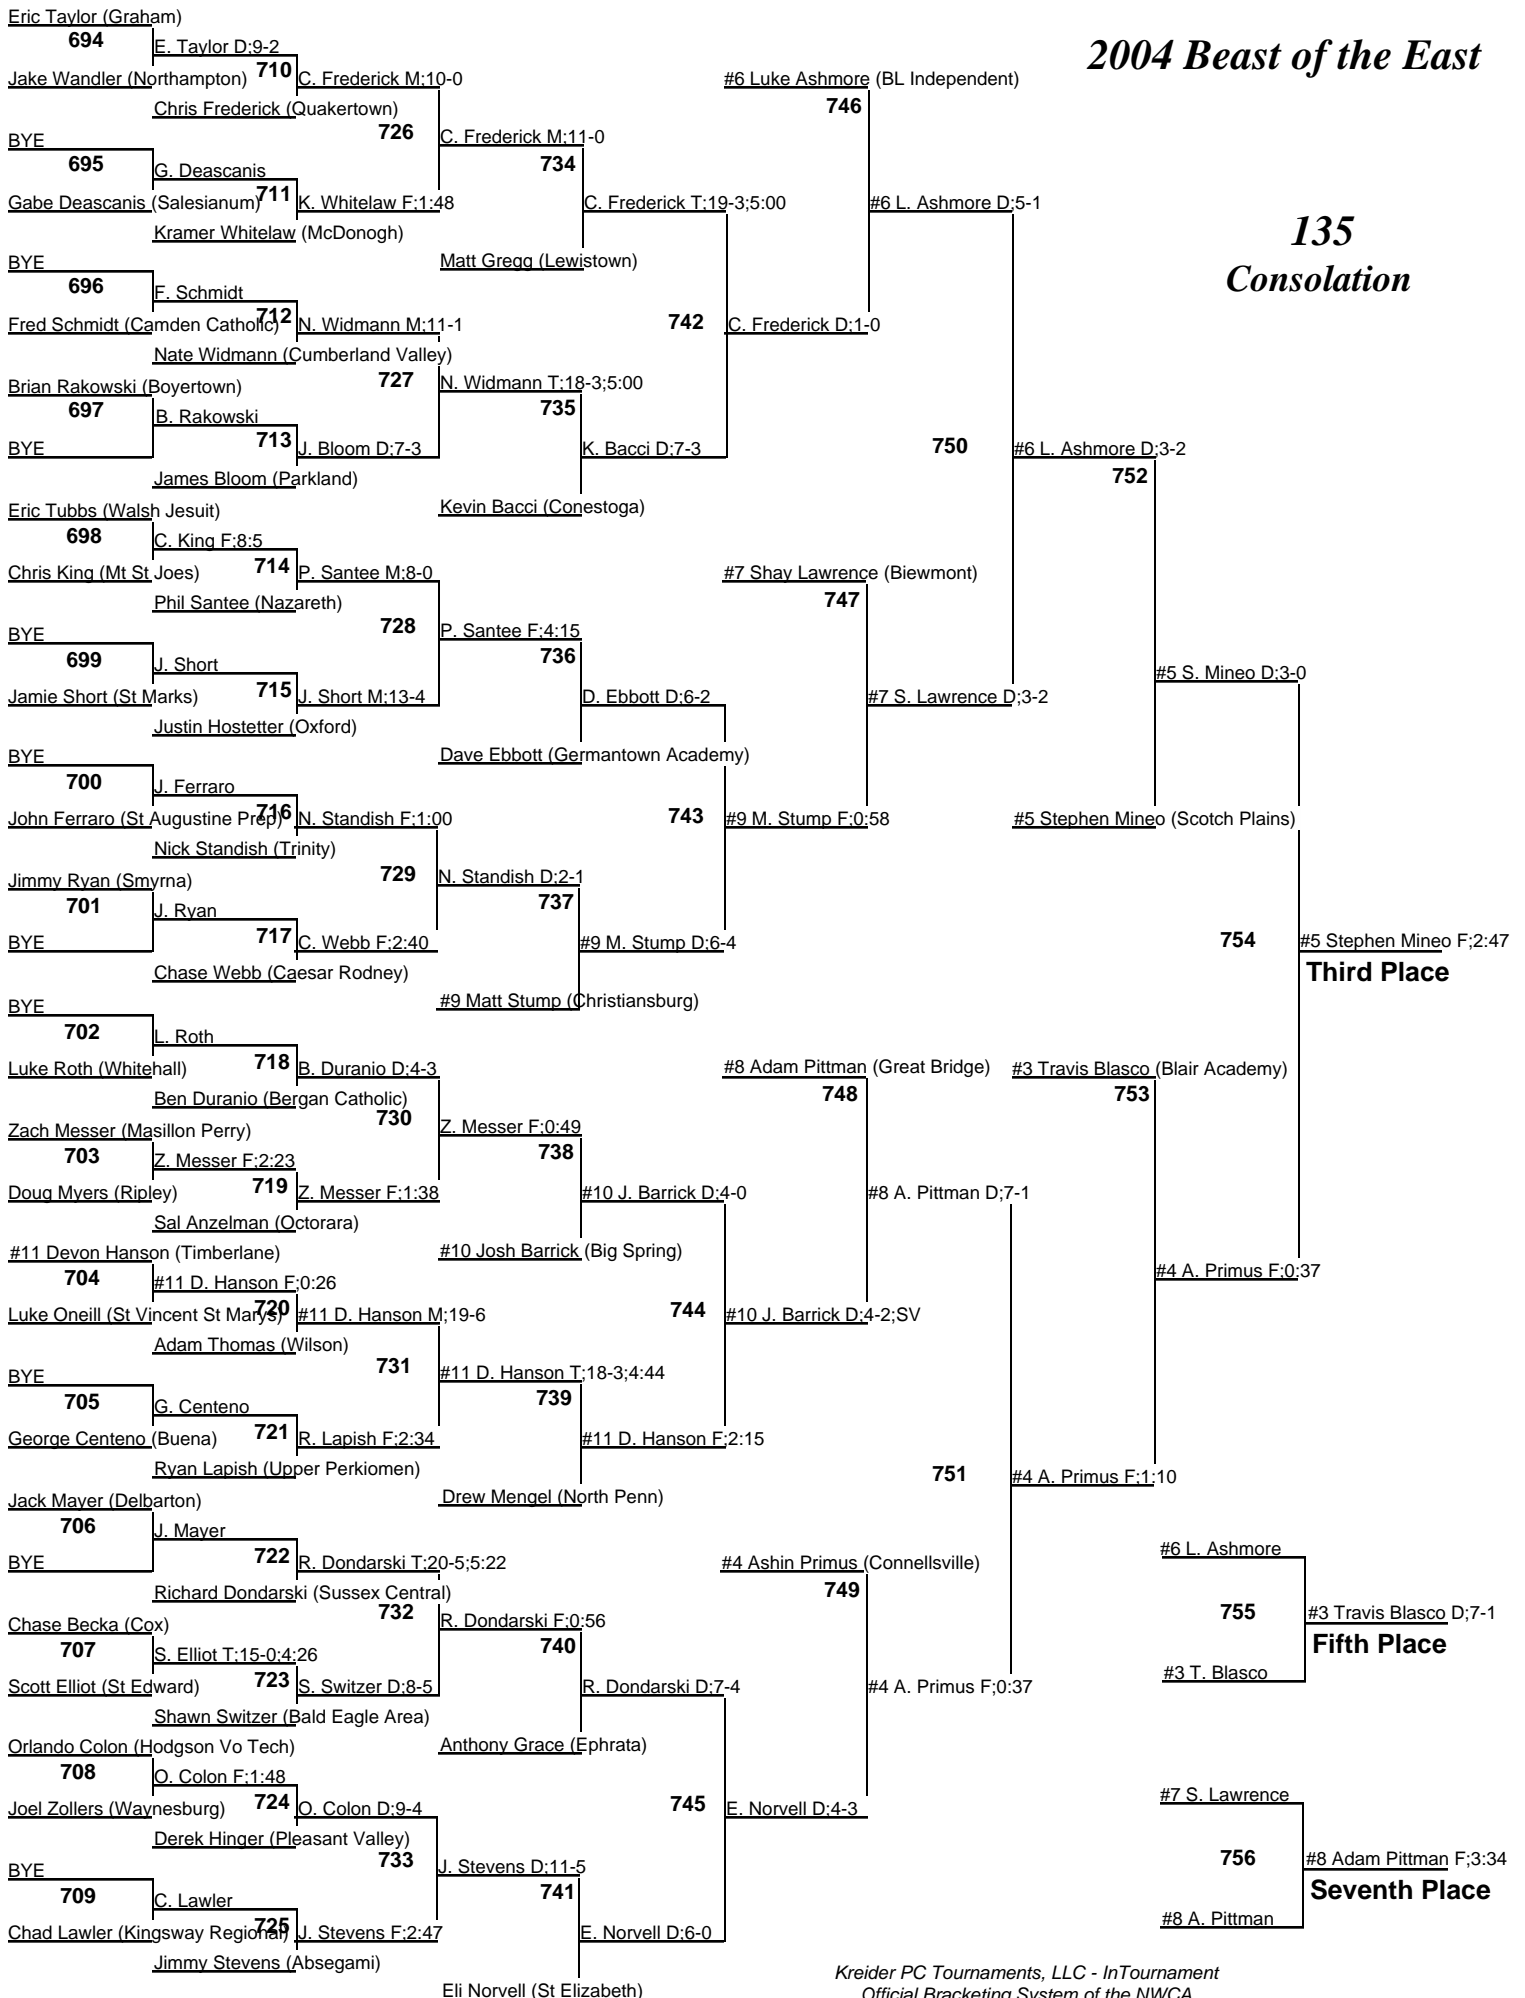 2004 Beast of the East
135
Consolation
Eric Taylor (Graham)
694
E. Taylor D;9-2
Jake Wandler (Northampton)
710
C. Frederick M;10-0
Chris Frederick (Quakertown)
726
C. Frederick M;11-0
BYE
695
G. Deascanis
Gabe Deascanis (Salesianum)
711
K. Whitelaw F;1:48
Kramer Whitelaw (McDonogh)
734
C. Frederick T;19-3;5:00
Matt Gregg (Lewistown)
BYE
696
F. Schmidt
Fred Schmidt (Camden Catholic)
712
N. Widmann M;11-1
Nate Widmann (Cumberland Valley)
727
N. Widmann T;18-3;5:00
Brian Rakowski (Boyertown)
697
B. Rakowski
BYE
713
J. Bloom D;7-3
James Bloom (Parkland)
735
K. Bacci D;7-3
Kevin Bacci (Conestoga)
742
C. Frederick D;1-0
#6 Luke Ashmore (BL Independent)
746
#6 L. Ashmore D;5-1
Eric Tubbs (Walsh Jesuit)
698
C. King F;8:5
Chris King (Mt St Joes)
714
P. Santee M;8-0
Phil Santee (Nazareth)
728
P. Santee F;4:15
BYE
699
J. Short
Jamie Short (St Marks)
715
J. Short M;13-4
Justin Hostetter (Oxford)
736
D. Ebbott D;6-2
Dave Ebbott (Germantown Academy)
BYE
700
J. Ferraro
John Ferraro (St Augustine Prep)
716
N. Standish F;1:00
Nick Standish (Trinity)
729
N. Standish D;2-1
Jimmy Ryan (Smyrna)
701
J. Ryan
BYE
717
C. Webb F;2:40
Chase Webb (Caesar Rodney)
737
#9 M. Stump D;6-4
#9 Matt Stump (Christiansburg)
743
#9 M. Stump F;0:58
#7 Shay Lawrence (Biewmont)
747
#7 S. Lawrence D;3-2
750
#6 L. Ashmore D;3-2
752
#5 S. Mineo D;3-0
#5 Stephen Mineo (Scotch Plains)
754
#5 Stephen Mineo F;2:47
Third Place
BYE
702
L. Roth
Luke Roth (Whitehall)
718
B. Duranio D;4-3
Ben Duranio (Bergan Catholic)
730
Z. Messer F;0:49
Zach Messer (Masillon Perry)
703
Z. Messer F;2:23
Doug Myers (Ripley)
719
Z. Messer F;1:38
Sal Anzelman (Octorara)
738
#10 J. Barrick D;4-0
#10 Josh Barrick (Big Spring)
#11 Devon Hanson (Timberlane)
704
#11 D. Hanson F;0:26
Luke Oneill (St Vincent St Marys)
720
#11 D. Hanson M;19-6
Adam Thomas (Wilson)
731
#11 D. Hanson T;18-3;4:44
BYE
705
G. Centeno
George Centeno (Buena)
721
R. Lapish F;2:34
Ryan Lapish (Upper Perkiomen)
739
#11 D. Hanson F;2:15
Drew Mengel (North Penn)
744
#10 J. Barrick D;4-2;SV
#8 Adam Pittman (Great Bridge)
748
#8 A. Pittman D;7-1
#3 Travis Blasco (Blair Academy)
753
#4 A. Primus F;0:37
Jack Mayer (Delbarton)
706
J. Mayer
BYE
722
R. Dondarski T;20-5;5:22
Richard Dondarski (Sussex Central)
732
R. Dondarski F;0:56
Chase Becka (Cox)
707
S. Elliot T;15-0;4:26
Scott Elliot (St Edward)
723
S. Switzer D;8-5
Shawn Switzer (Bald Eagle Area)
740
R. Dondarski D;7-4
Anthony Grace (Ephrata)
Orlando Colon (Hodgson Vo Tech)
708
O. Colon F;1:48
Joel Zollers (Waynesburg)
724
O. Colon D;9-4
Derek Hinger (Pleasant Valley)
733
J. Stevens D;11-5
BYE
709
C. Lawler
Chad Lawler (Kingsway Regional)
725
J. Stevens F;2:47
Jimmy Stevens (Absegami)
741
E. Norvell D;6-0
Eli Norvell (St Elizabeth)
745
E. Norvell D;4-3
#4 Ashin Primus (Connellsville)
749
#4 A. Primus F;0:37
751
#4 A. Primus F;1:10
#6 L. Ashmore
755
#3 Travis Blasco D;7-1
Fifth Place
#3 T. Blasco
#7 S. Lawrence
756
#8 Adam Pittman F;3:34
Seventh Place
#8 A. Pittman
Kreider PC Tournaments, LLC - InTournament
Official Bracketing System of the NWCA